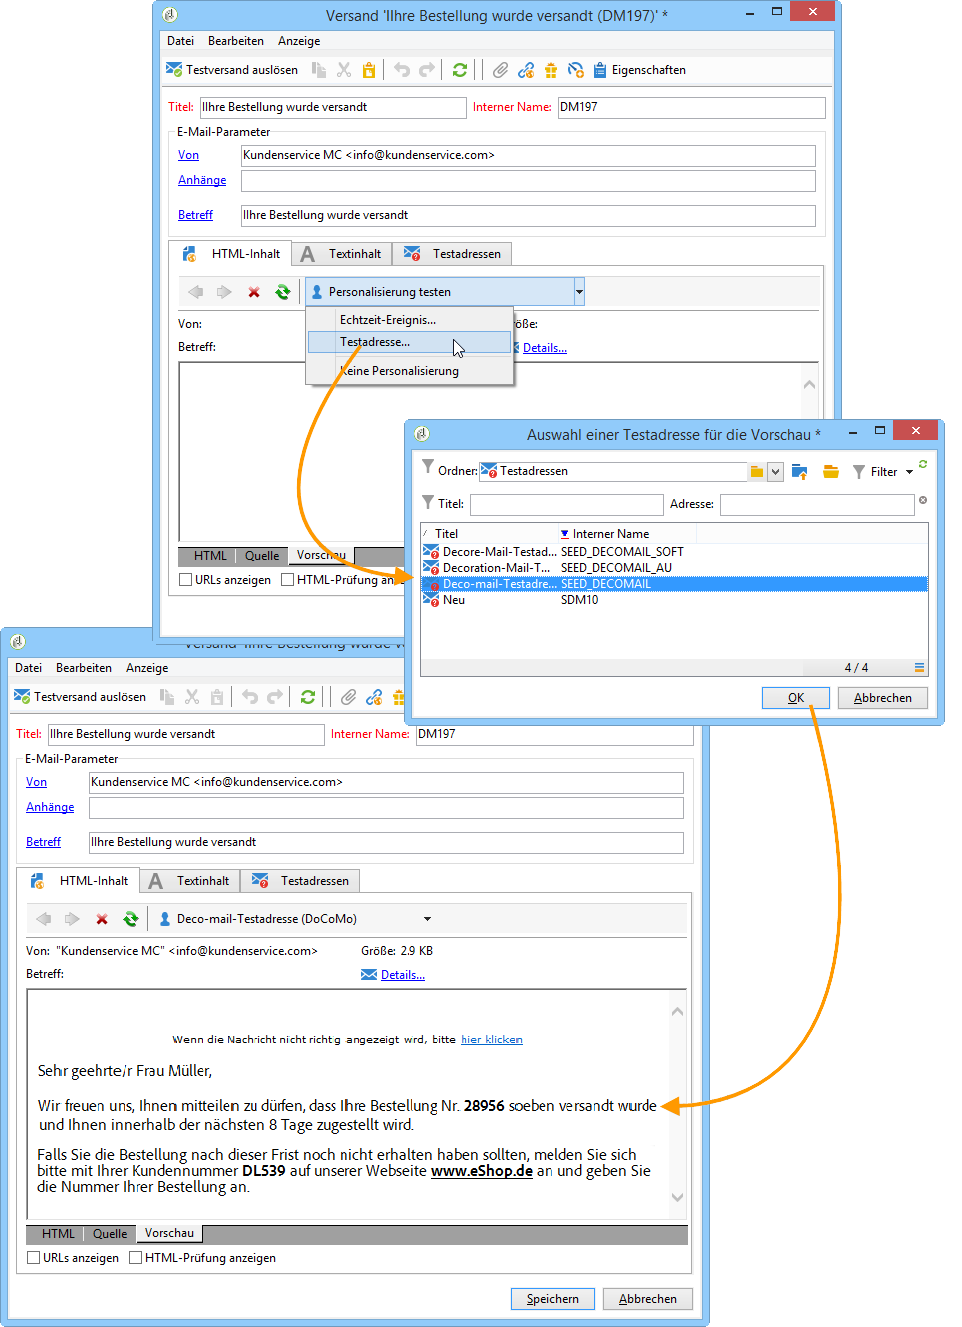 Versand 'IIhre Bestellung wurde versandt (DM197)' *
Datei Bearbeiten Anzeige
Testversand auslösen Eigenschaften
Titel: IIhre Bestellung wurde versandt Interner Name: DM197
E-Mail-Parameter
Von Kundenservice MC <info@kundenservice.com>
Anhänge
Betreff IIhre Bestellung wurde versandt
HTML-Inhalt Textinhalt Testadressen
Personalisierung testen
Von: Echtzeit-Ereignis... öße:
Betreff: Testadresse... Details...
Keine Personalisierung
HTML Quelle Vorschau
URLs anzeigen HTML-Prüfung anze
Auswahl einer Testadresse für die Vorschau *
Ordner: Testadressen Filter
Titel: Adresse:
Titel Interner Name
Decore-Mail-Testad... SEED_DECOMAIL_SOFT
Decoration-Mail-T... SEED_DECOMAIL_AU
Deco-mail-Testadre... SEED_DECOMAIL
Neu SDM10
4 / 4
OK Abbrechen
Versand 'IIhre Bestellung wurde ve
Datei Bearbeiten Anzeige
Testversand auslösen
Titel: IIhre Bestellung wurde versandt Interner Name: DM197
E-Mail-Parameter
Von Kundenservice MC <info@kundenservice.com>
Anhänge
Betreff IIhre Bestellung wurde versandt
HTML-Inhalt Textinhalt Testadressen
Deco-mail-Testadresse (DoCoMo)
Von: "Kundenservice MC" <info@kundenservice.com> Größe: 2.9 KB
Betreff: Details...
Wenn die Nachricht nicht richtig angezeigt wird, bitte hier klicken
Sehr geehrte/r Frau Müller,
Wir freuen uns, Ihnen mitteilen zu dürfen, dass Ihre Bestellung Nr. 28956 soeben versandt wurde
und Ihnen innerhalb der nächsten 8 Tage zugestellt wird.
Falls Sie die Bestellung nach dieser Frist noch nicht erhalten haben sollten, melden Sie sich
bitte mit Ihrer Kundennummer DL539 auf unserer Webseite www.eShop.de an und geben Sie
die Nummer Ihrer Bestellung an.
HTML Quelle Vorschau
URLs anzeigen HTML-Prüfung anzeigen
Speichern Abbrechen